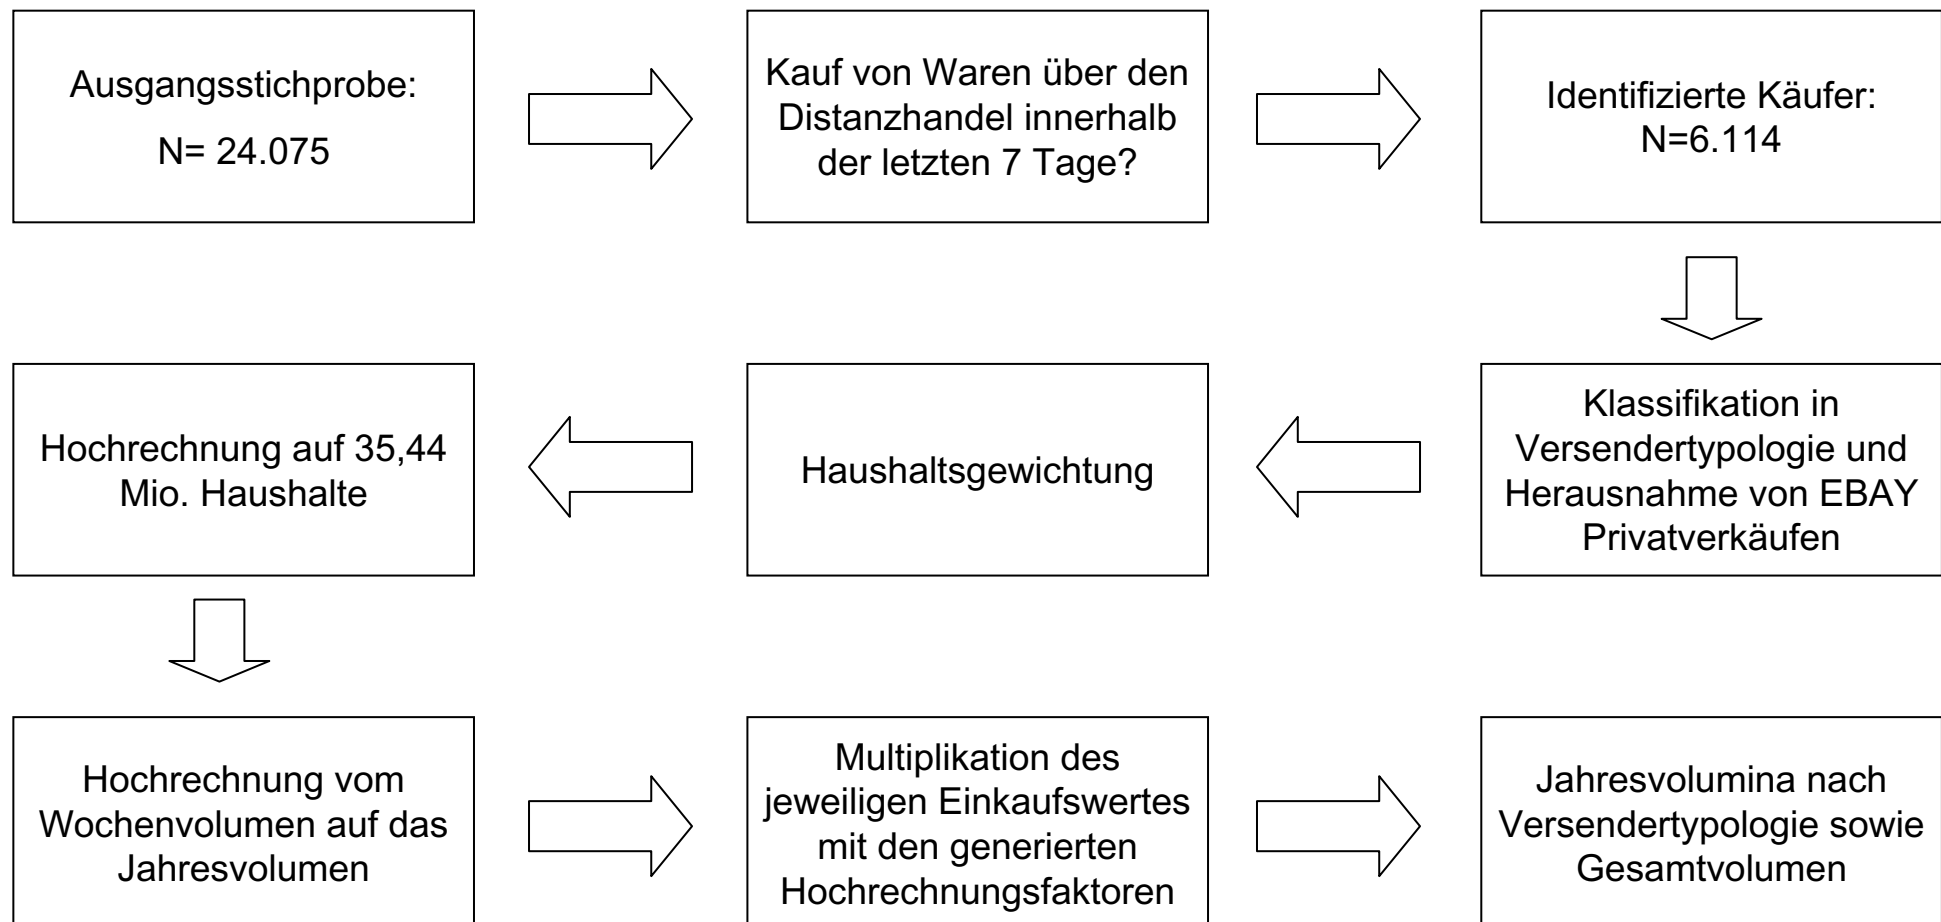 Ausgangsstichprobe:
N= 24.075
Kauf von Waren über den
Distanzhandel innerhalb
der letzten 7 Tage?
Identifizierte Käufer:
N=6.114
Klassifikation in
Versendertypologie und
Herausnahme von EBAY
Privatverkäufen
Haushaltsgewichtung
Hochrechnung auf 35,44
Mio. Haushalte
Hochrechnung vom
Wochenvolumen auf das
Jahresvolumen
Multiplikation des
jeweiligen Einkaufswertes
mit den generierten
Hochrechnungsfaktoren
Jahresvolumina nach
Versendertypologie sowie
Gesamtvolumen